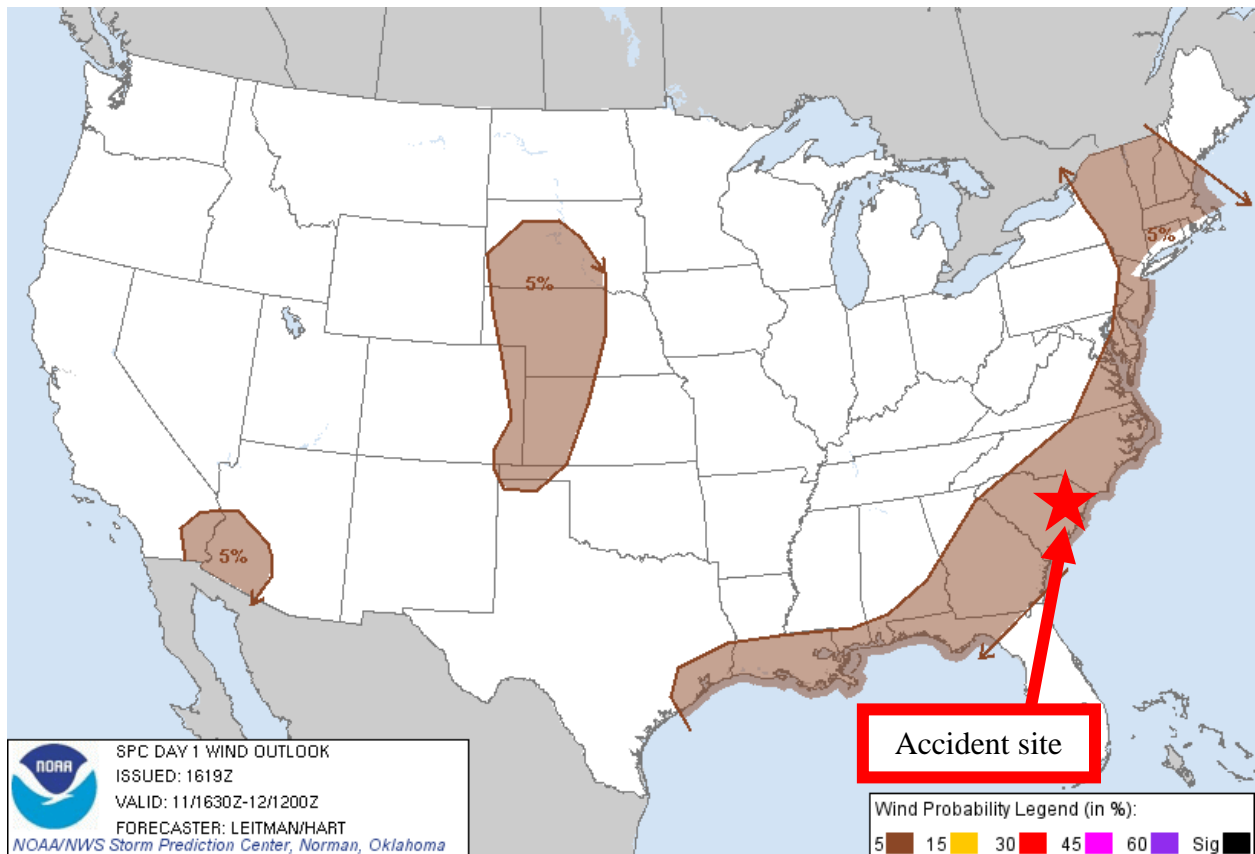 5%
5%
5%
Accident site
NOAA
SPC DAY 1 WIND OUTLOOK
ISSUED: 1619Z
VALID: 11/1630Z-12/1200Z
FORECASTER: LEITMAN/HART
NOAA/NWS Storm Prediction Center, Norman, Oklahoma
Wind Probability Legend (in %):
5 15 30 45 60 Sig